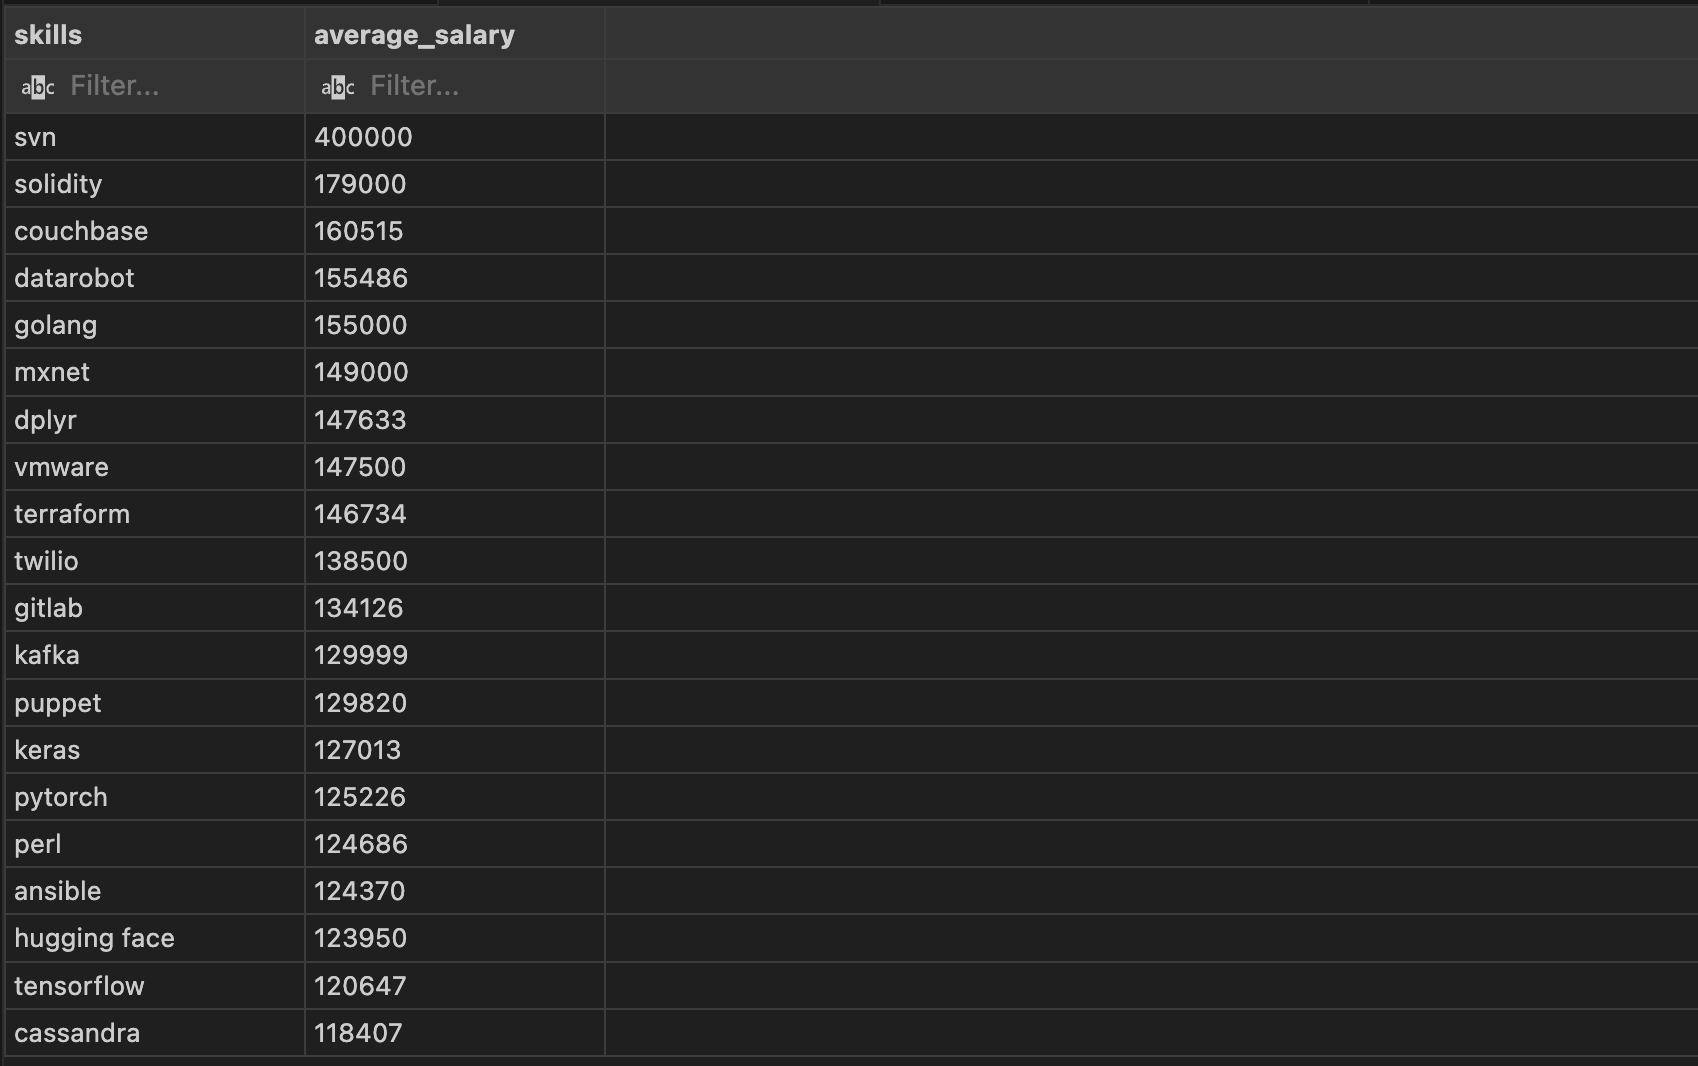 skills average_salary
abc Filter... abc Filter...
svn 400000
solidity 179000
couchbase 160515
datarobot 155486
golang 155000
mxnet 149000
dplyr 147633
vmware 147500
terraform 146734
twilio 138500
gitlab 134126
kafka 129999
puppet 129820
keras 127013
pytorch 125226
perl 124686
ansible 124370
hugging face 123950
tensorflow 120647
cassandra 118407